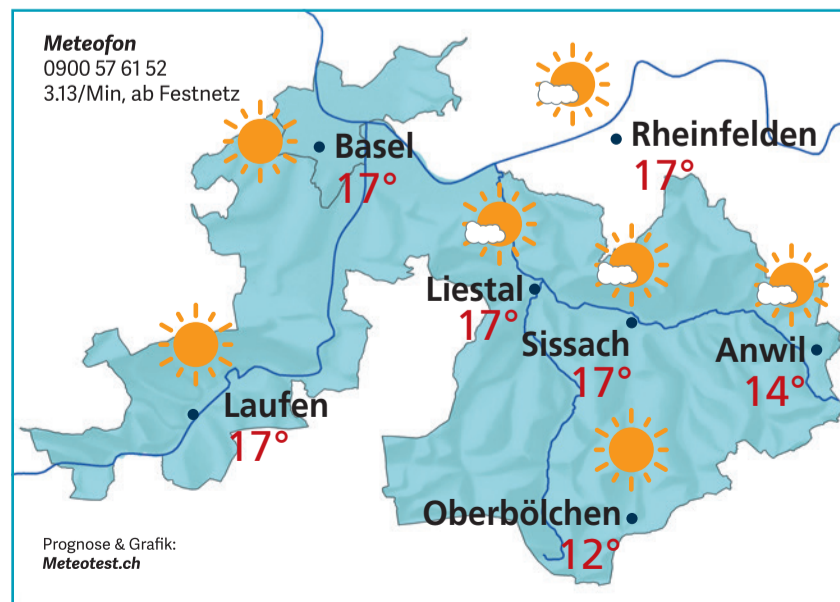 Meteofon
0900 57 61 52
3.13/Min, ab Festnetz
Basel
17°
Rheinfelden
17°
Liestal
17°
Sissach
17°
Anwil
14°
Laufen
17°
Oberbölchen
12°
Prognose & Grafik:
Meteotest.ch